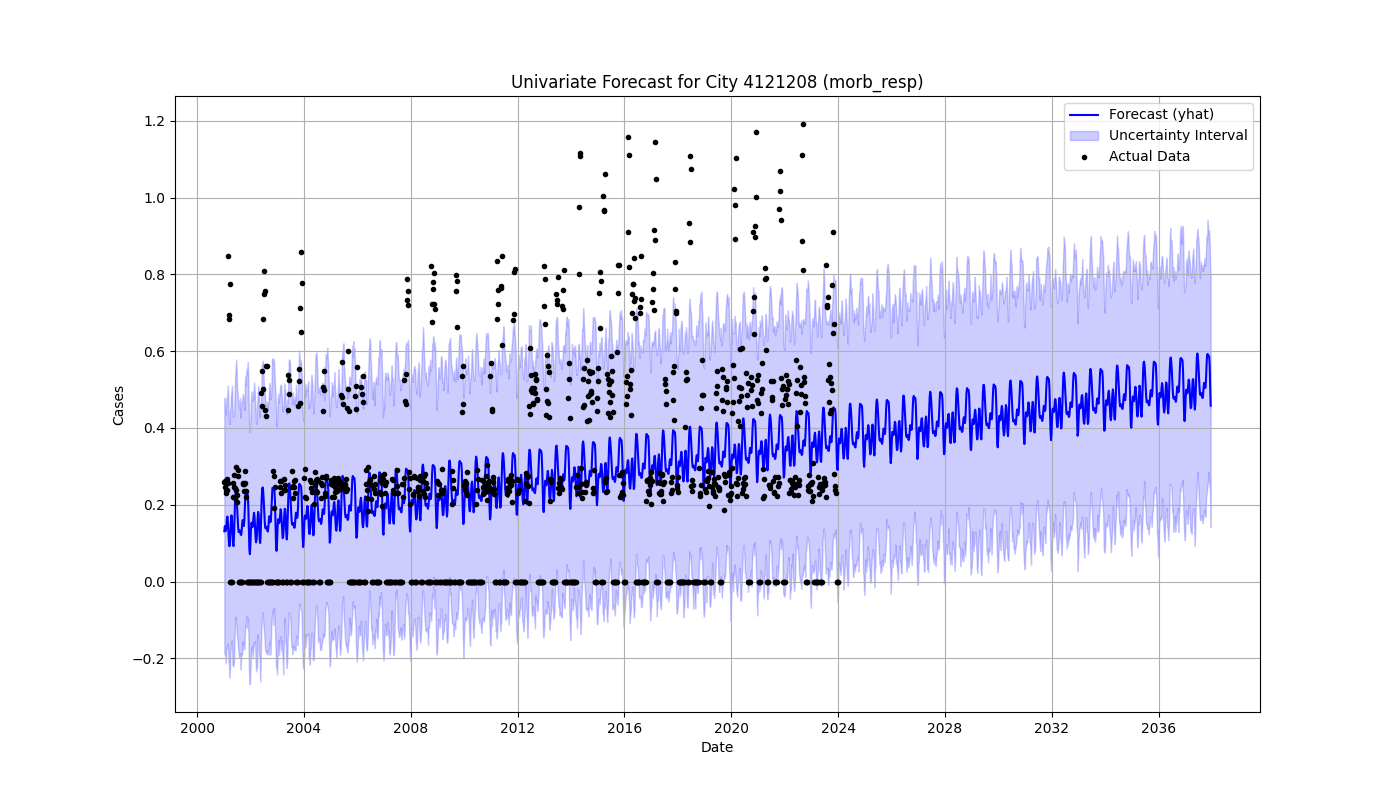 Univariate Forecast for City 4121208 (morb_resp)
Forecast (yhat)
Uncertainty Interval
Actual Data
Cases
1.2
1.0
0.8
0.6
0.4
0.2
0.0
−0.2
2000 2004 2008 2012 2016 2020 2024 2028 2032 2036
Date